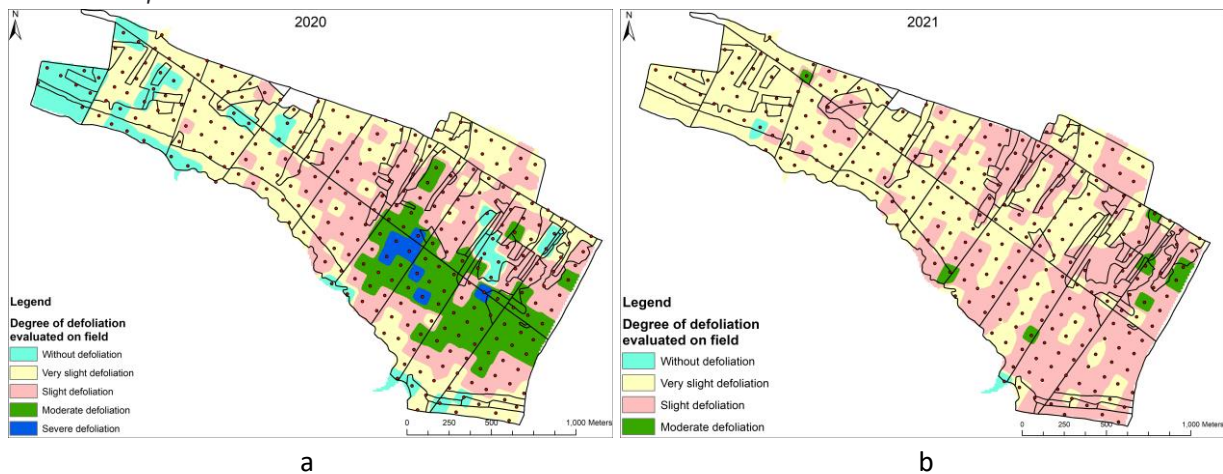 N
2020
Legend
Degree of defoliation
evaluated on field
Without defoliation
Very slight defoliation
Slight defoliation
Moderate defoliation
Severe defoliation
0 250 500 1,000 Meters
a
N
2021
Legend
Degree of defoliation
evaluated on field
Without defoliation
Very slight defoliation
Slight defoliation
Moderate defoliation
0 250 500 1,000 Meters
b